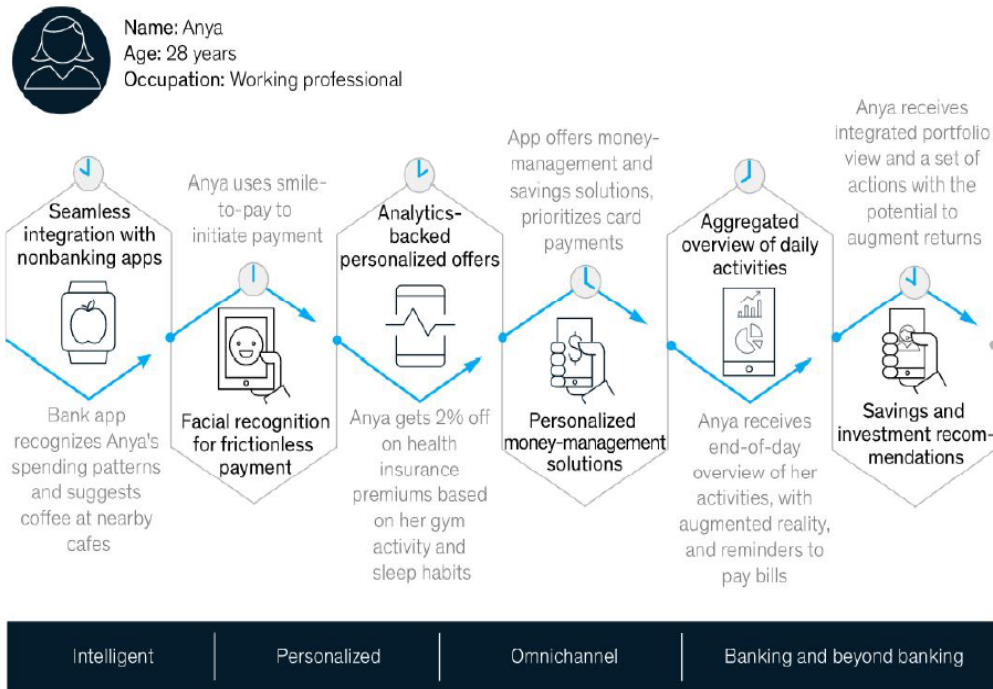 Name: Anya
Age: 28 years
Occupation: Working professional
Seamless
integration with
nonbanking apps
Bank app
recognizes Anya's
spending patterns
and suggests
coffee at nearby
cafes
Anya uses smile-
to-pay to
initiate payment
Facial recognition
for frictionless
payment
Analytics-
backed
personalized offers
Anya gets 2% off
on health
insurance
premiums based
on her gym
activity and
sleep habits
App offers money-
management and
savings solutions,
prioritizes card
payments
Personalized
money-management
solutions
Aggregated
overview of daily
activities
Anya receives
end-of-day
overview of her
activities, with
augmented reality,
and reminders to
pay bills
Anya receives
integrated portfolio
view and a set of
actions with the
potential to
augment returns
Savings and
investment recom-
mendations
Intelligent
Personalized
Omnichannel
Banking and beyond banking